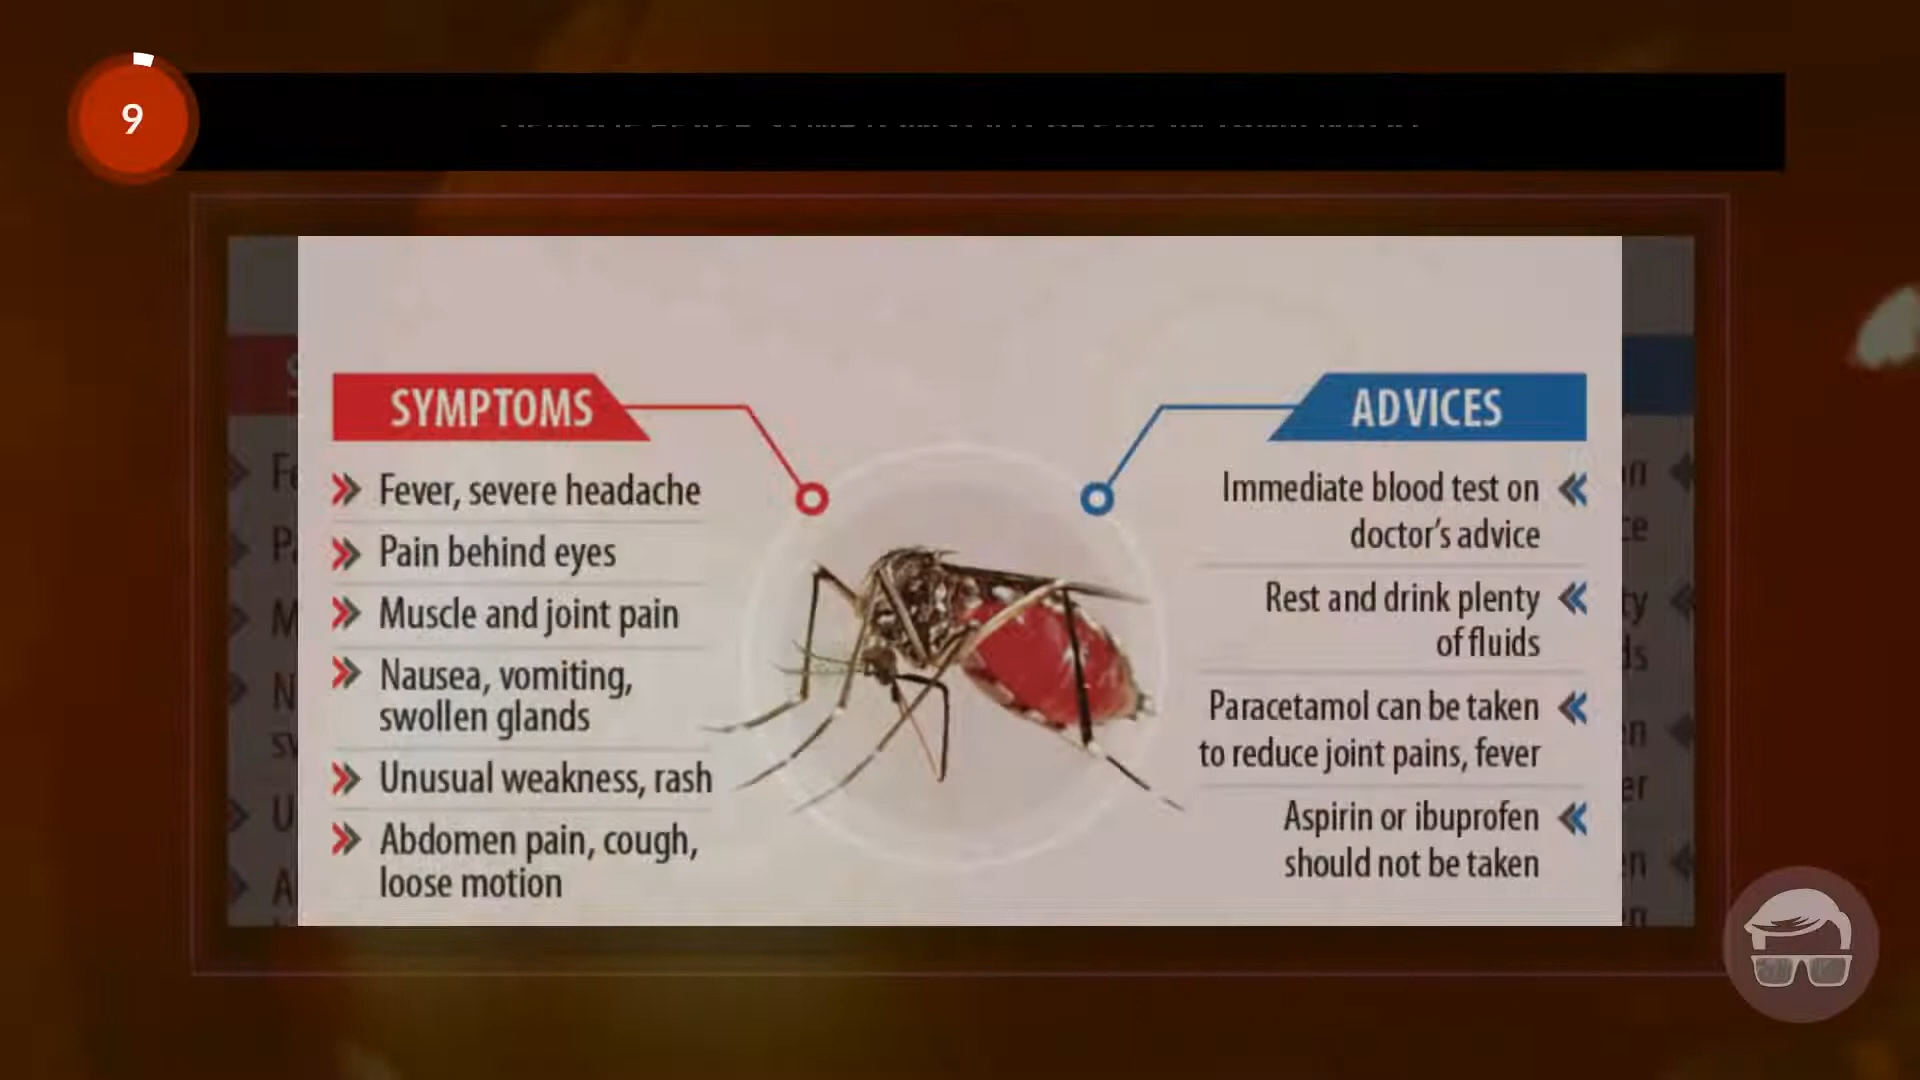 9
SYMPTOMS
Fever, severe headache
Pain behind eyes
Muscle and joint pain
Nausea, vomiting,
swollen glands
Unusual weakness, rash
Abdomen pain, cough,
loose motion
ADVICES
Immediate blood test on
doctor's advice
Rest and drink plenty
of fluids
Paracetamol can be taken
to reduce joint pains, fever
Aspirin or ibuprofen
should not be taken